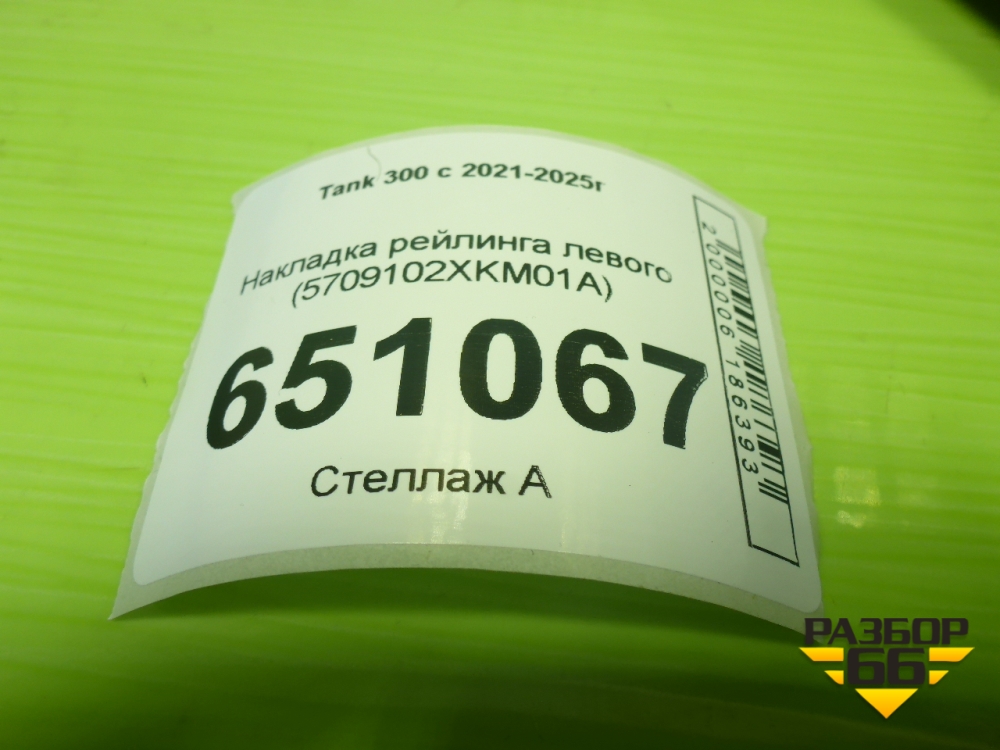 Tank 300 с 2021-2025г
Накладка рейлинга левого
(5709102XKM01A)
651067
Стеллаж А
2000006186393
РАЗБОР
66